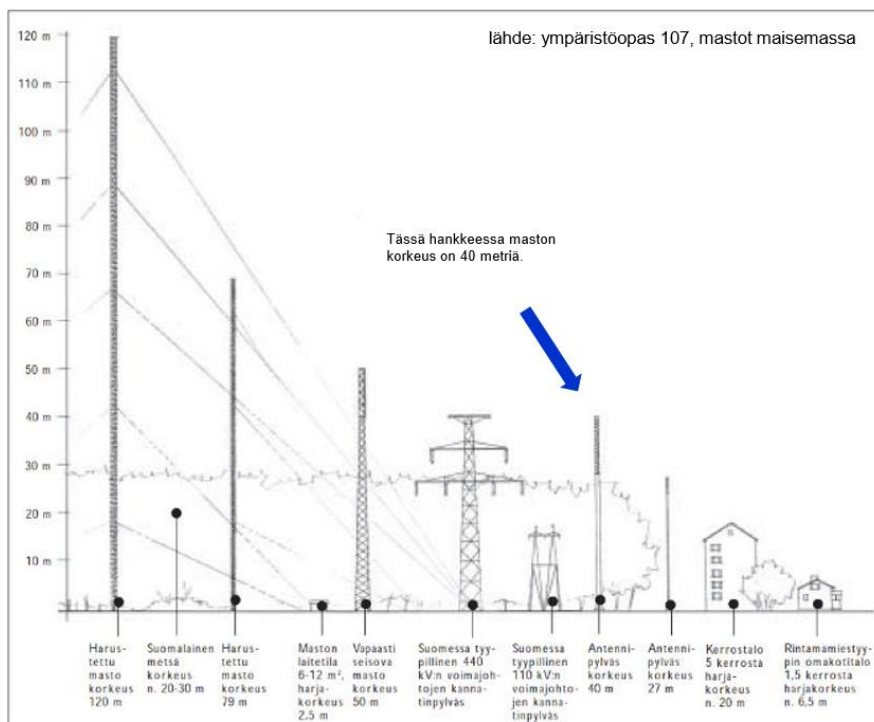 lähde: ympäristöopas 107, mastot maisemassa
120 m
110 m
100 m
90 m
80 m
70 m
60 m
50 m
40 m
30 m
20 m
10 m
Tässä hankkeessa maston
korkeus on 40 metriä.
Harus-
tettu
masto
korkeus
120 m
Suomalainen
metsä
korkeus
n. 20-30 m
Harus-
tettu
masto
korkeus
79 m
Maston
laitetila
6-12 m²,
harja-
korkeus
2,5 m
Vapaasti
seisova
masto
korkeus
50 m
Suomessa tyy-
pillinen 440
kV:n voimajoh-
tojen kanna-
tinpylväs
Suomessa
tyypillinen
110 kV:n
voimajohto-
jen kanna-
tinpylväs
Antenni-
pylväs
korkeus
40 m
Antenni-
pylväs
korkeus
27 m
Kerrostalo
5 kerrosta
harja-
korkeus
n. 20 m
Rintamamiestyy-
pin omakotitalo
1,5 kerrosta
harjakorkeus
n. 6,5 m